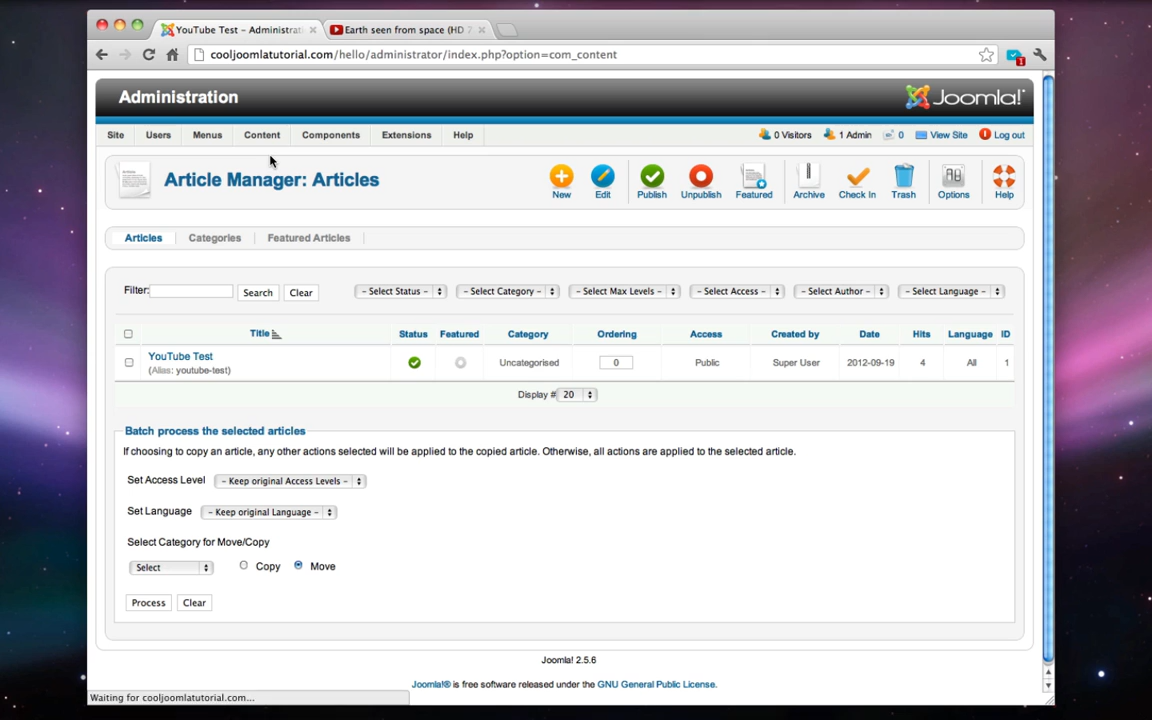 YouTube Test – Administrat
Earth seen from space (HD 7
cooljoomlatutorial.com/hello/administrator/index.php?option=com_content
1
Administration
Joomla!
Site Users Menus Content Components Extensions Help 0 Visitors 1 Admin 0 View Site Log out
Article Manager: Articles
New Edit Publish Unpublish Featured Archive Check In Trash Options Help
Articles Categories Featured Articles
Filter: Search Clear - Select Status - - Select Category - - Select Max Levels - - Select Access - - Select Author - - Select Language -
Title Status Featured Category Ordering Access Created by Date Hits Language ID
YouTube Test
(Alias: youtube-test)
Uncategorised 0 Public Super User 2012-09-19 4 All 1
Display # 20
Batch process the selected articles
If choosing to copy an article, any other actions selected will be applied to the copied article. Otherwise, all actions are applied to the selected article.
Set Access Level - Keep original Access Levels -
Set Language - Keep original Language -
Select Category for Move/Copy
Select Copy Move
Process Clear
Joomla! 2.5.6
Joomla!® is free software released under the GNU General Public License.
Waiting for cooljoomlatutorial.com...